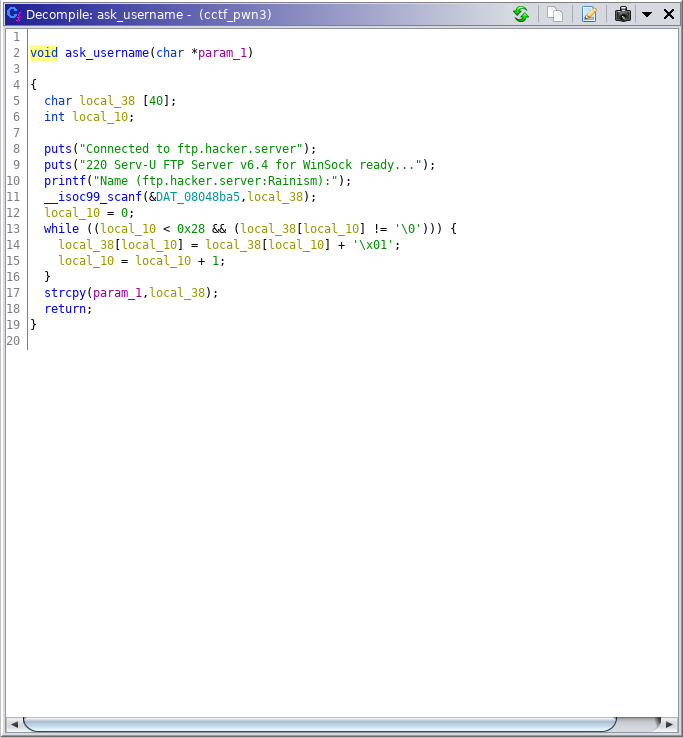 Decompile: ask_username - (cctf_pwn3)
1
2 void ask_username(char *param_1)
3
4 {
5   char local_38 [40];
6   int local_10;
7
8   puts("Connected to ftp.hacker.server");
9   puts("220 Serv-U FTP Server v6.4 for WinSock ready...");
10   printf("Name (ftp.hacker.server:Rainism):");
11   __isoc99_scanf(&DAT_08048ba5,local_38);
12   local_10 = 0;
13   while ((local_10 < 0x28 && (local_38[local_10] != '\0'))) {
14     local_38[local_10] = local_38[local_10] + '\x01';
15     local_10 = local_10 + 1;
16   }
17   strcpy(param_1,local_38);
18   return;
19 }
20